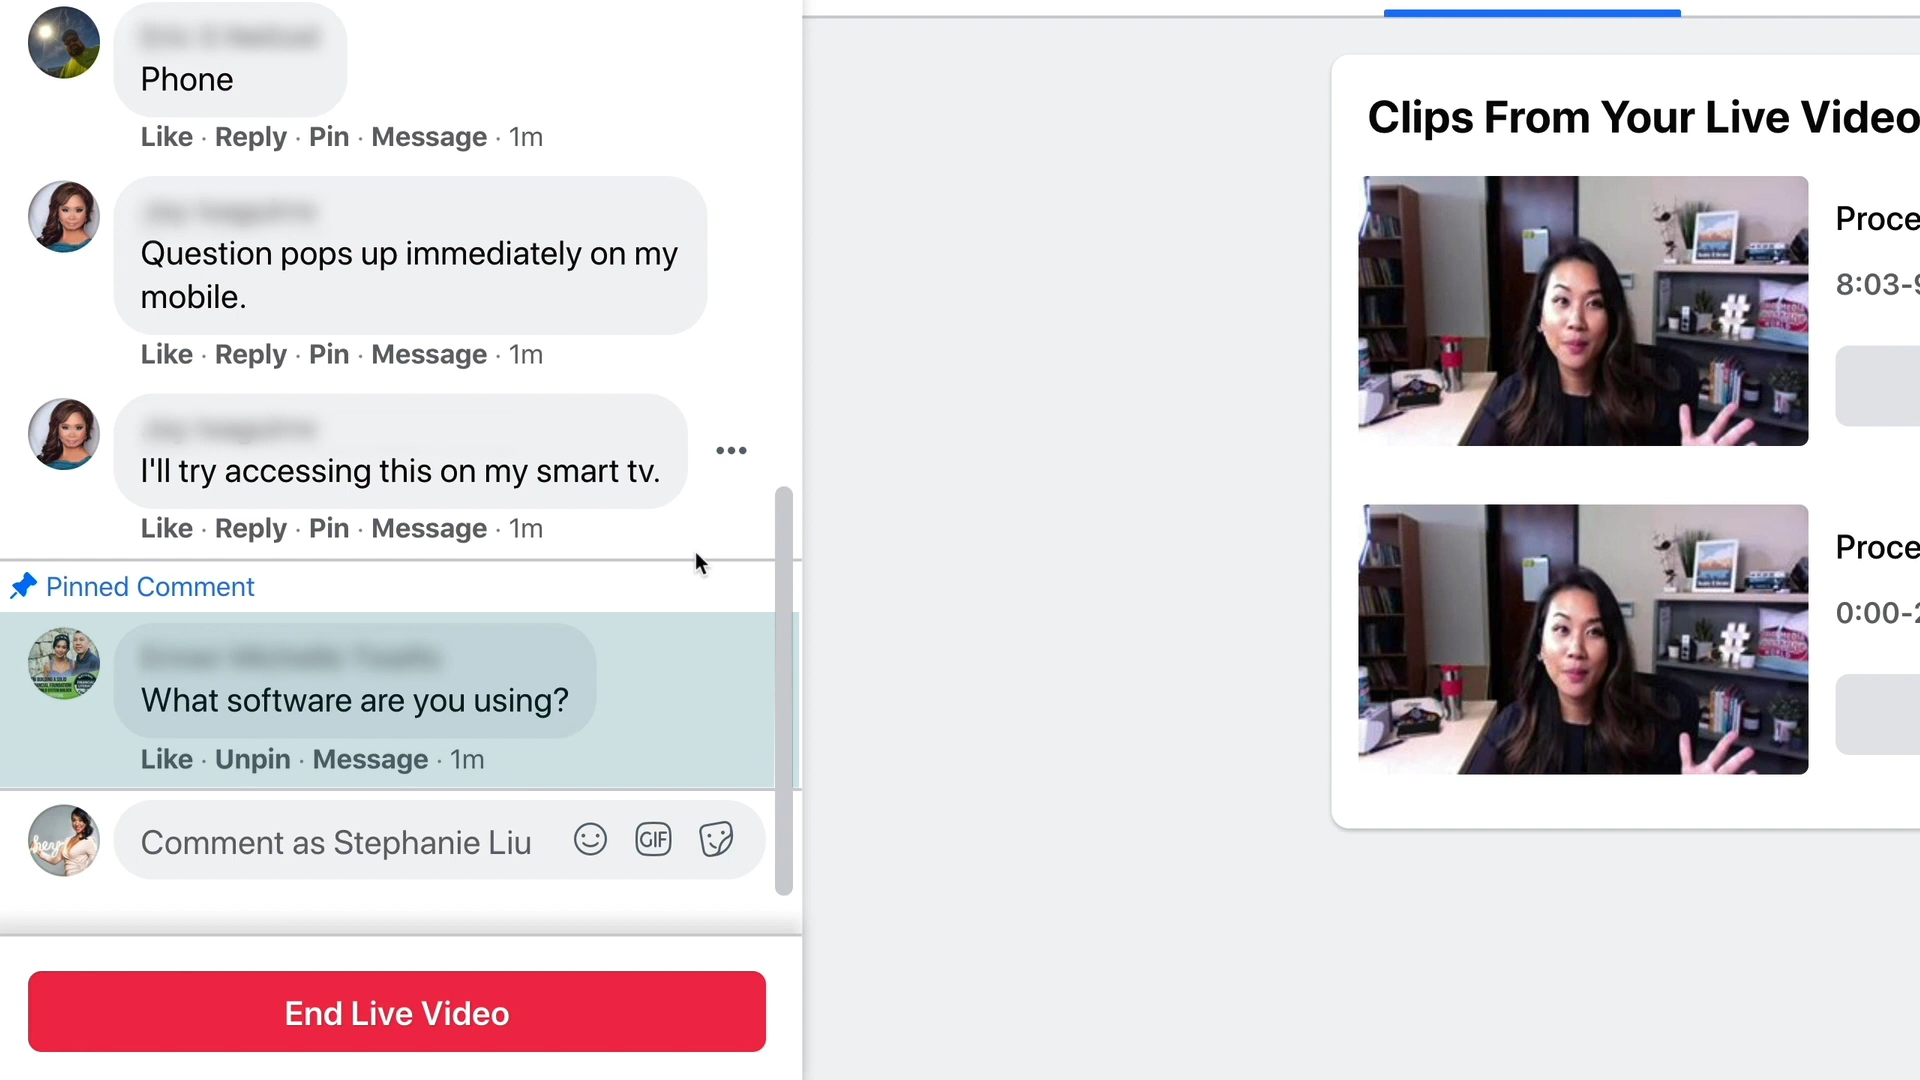 Phone
Like · Reply · Pin · Message · 1m
Question pops up immediately on my
mobile.
Like · Reply · Pin · Message · 1m
I'll try accessing this on my smart tv.
Like · Reply · Pin · Message · 1m
Pinned Comment
What software are you using?
Like · Unpin · Message · 1m
Comment as Stephanie Liu
GIF
End Live Video
Clips From Your Live Video
Proce
8:03-9
Proce
0:00-2